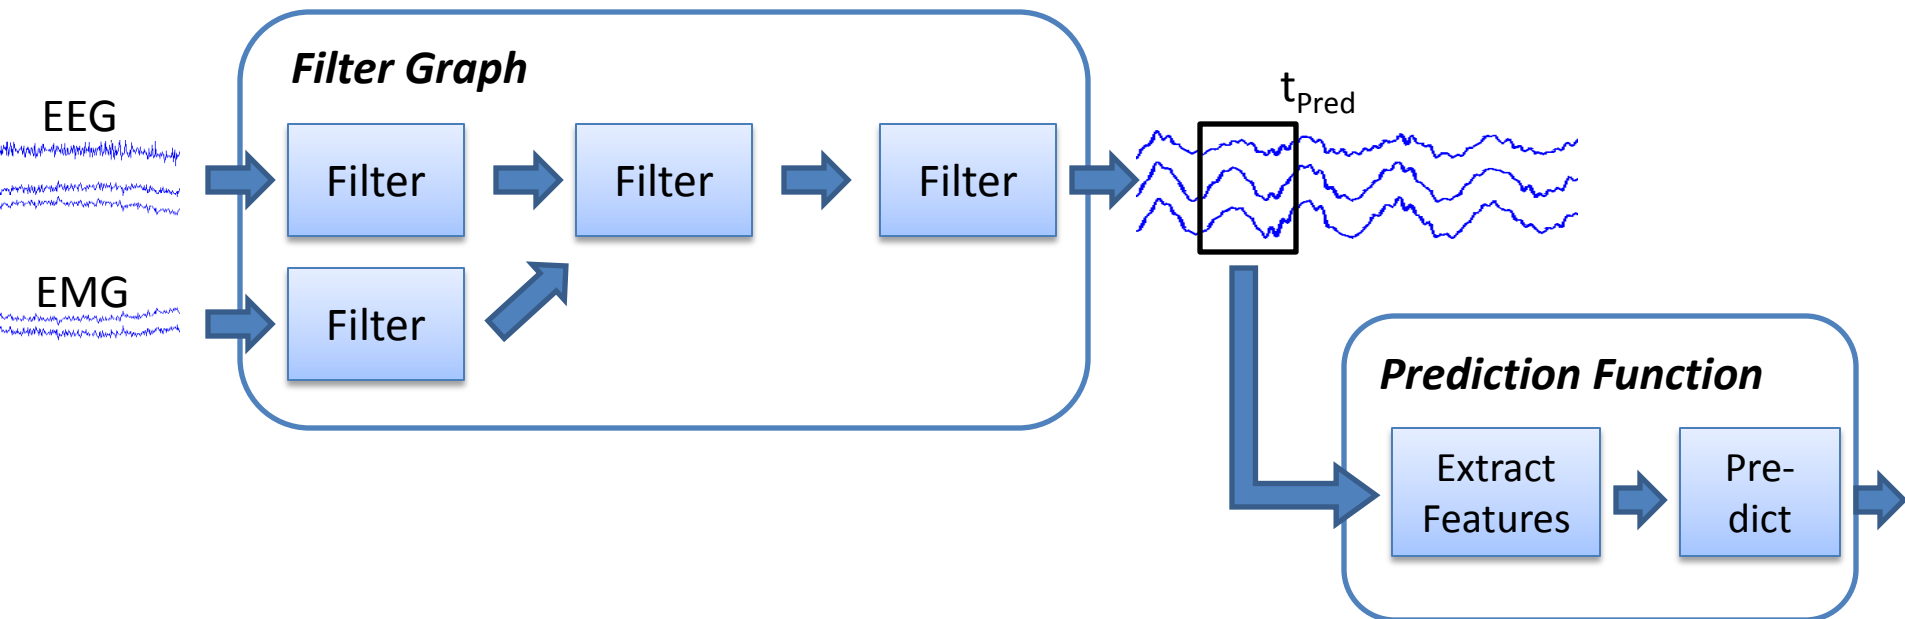 Filter Graph
EEG
Filter
Filter
Filter
EMG
Filter
tPred
Prediction Function
Extract
Features
Pre-
dict